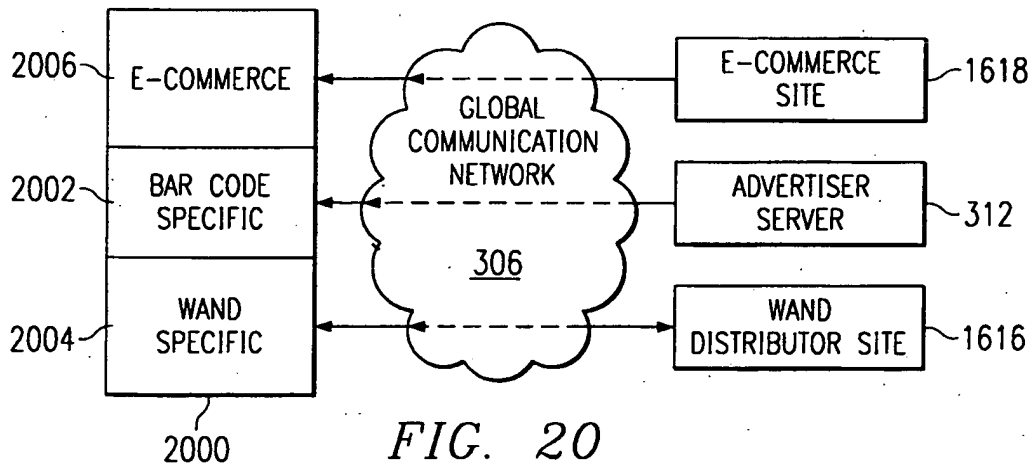 2006
E-COMMERCE
GLOBAL
COMMUNICATION
NETWORK
306
E-COMMERCE
SITE
1618
2002
BAR CODE
SPECIFIC
ADVERTISER
SERVER
312
2004
WAND
SPECIFIC
WAND
DISTRIBUTOR SITE
1616
2000
FIG. 20